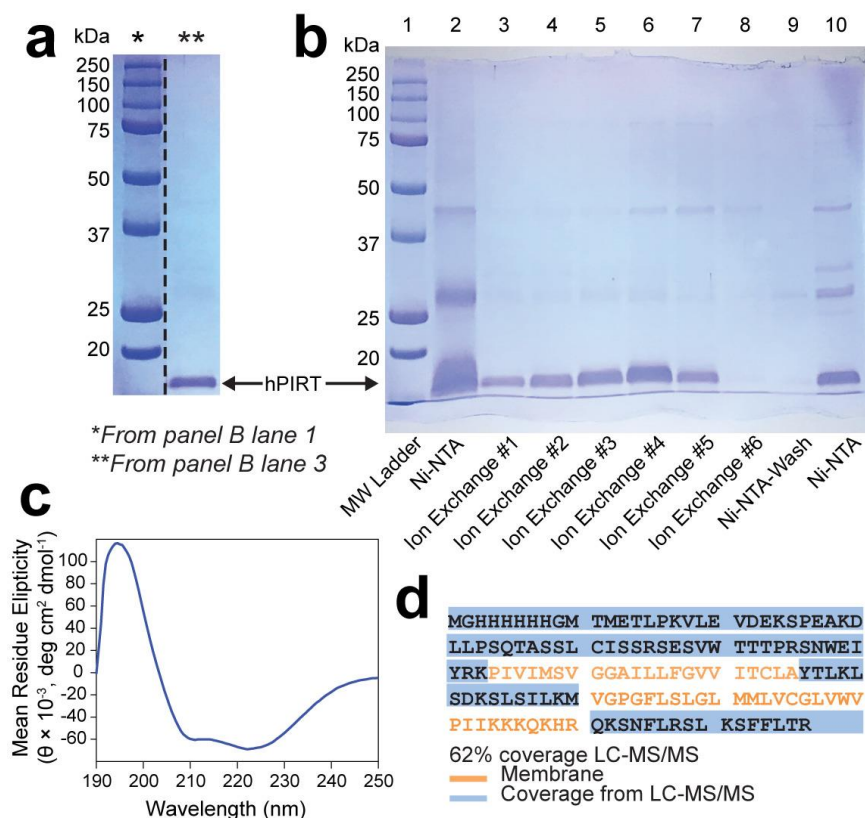 a
kDa
* **
250
150
100
75
50
37
25
20
hPIRT
*From panel B lane 1
**From panel B lane 3
b
1 2 3 4 5 6 7 8 9 10
kDa
250
150
100
75
50
37
25
20
MW Ladder
Ni-NTA
Ion Exchange #1
Ion Exchange #2
Ion Exchange #3
Ion Exchange #4
Ion Exchange #5
Ion Exchange #6
Ni-NTA-Wash
Ni-NTA
c
Mean Residue Elipticity
(θ × 10⁻³, deg cm² dmol⁻¹)
100
80
60
40
20
0
-20
-40
-60
190 200 210 220 230 240 250
Wavelength (nm)
d
MGHHHHHHGM TMETLPKVLE VDEKSPEAKD
LLPSQTASSL CISSRSESVW TTTPRSNWEI
YRKPIVIMSV GGAILLFGVV ITCLAYTLKL
SDKSLSILKM VGPGFLSLGL MMLVCGLVWV
PIIKKKQKHR QKSNFLRSL KSFFLTR
62% coverage LC-MS/MS
Membrane
Coverage from LC-MS/MS